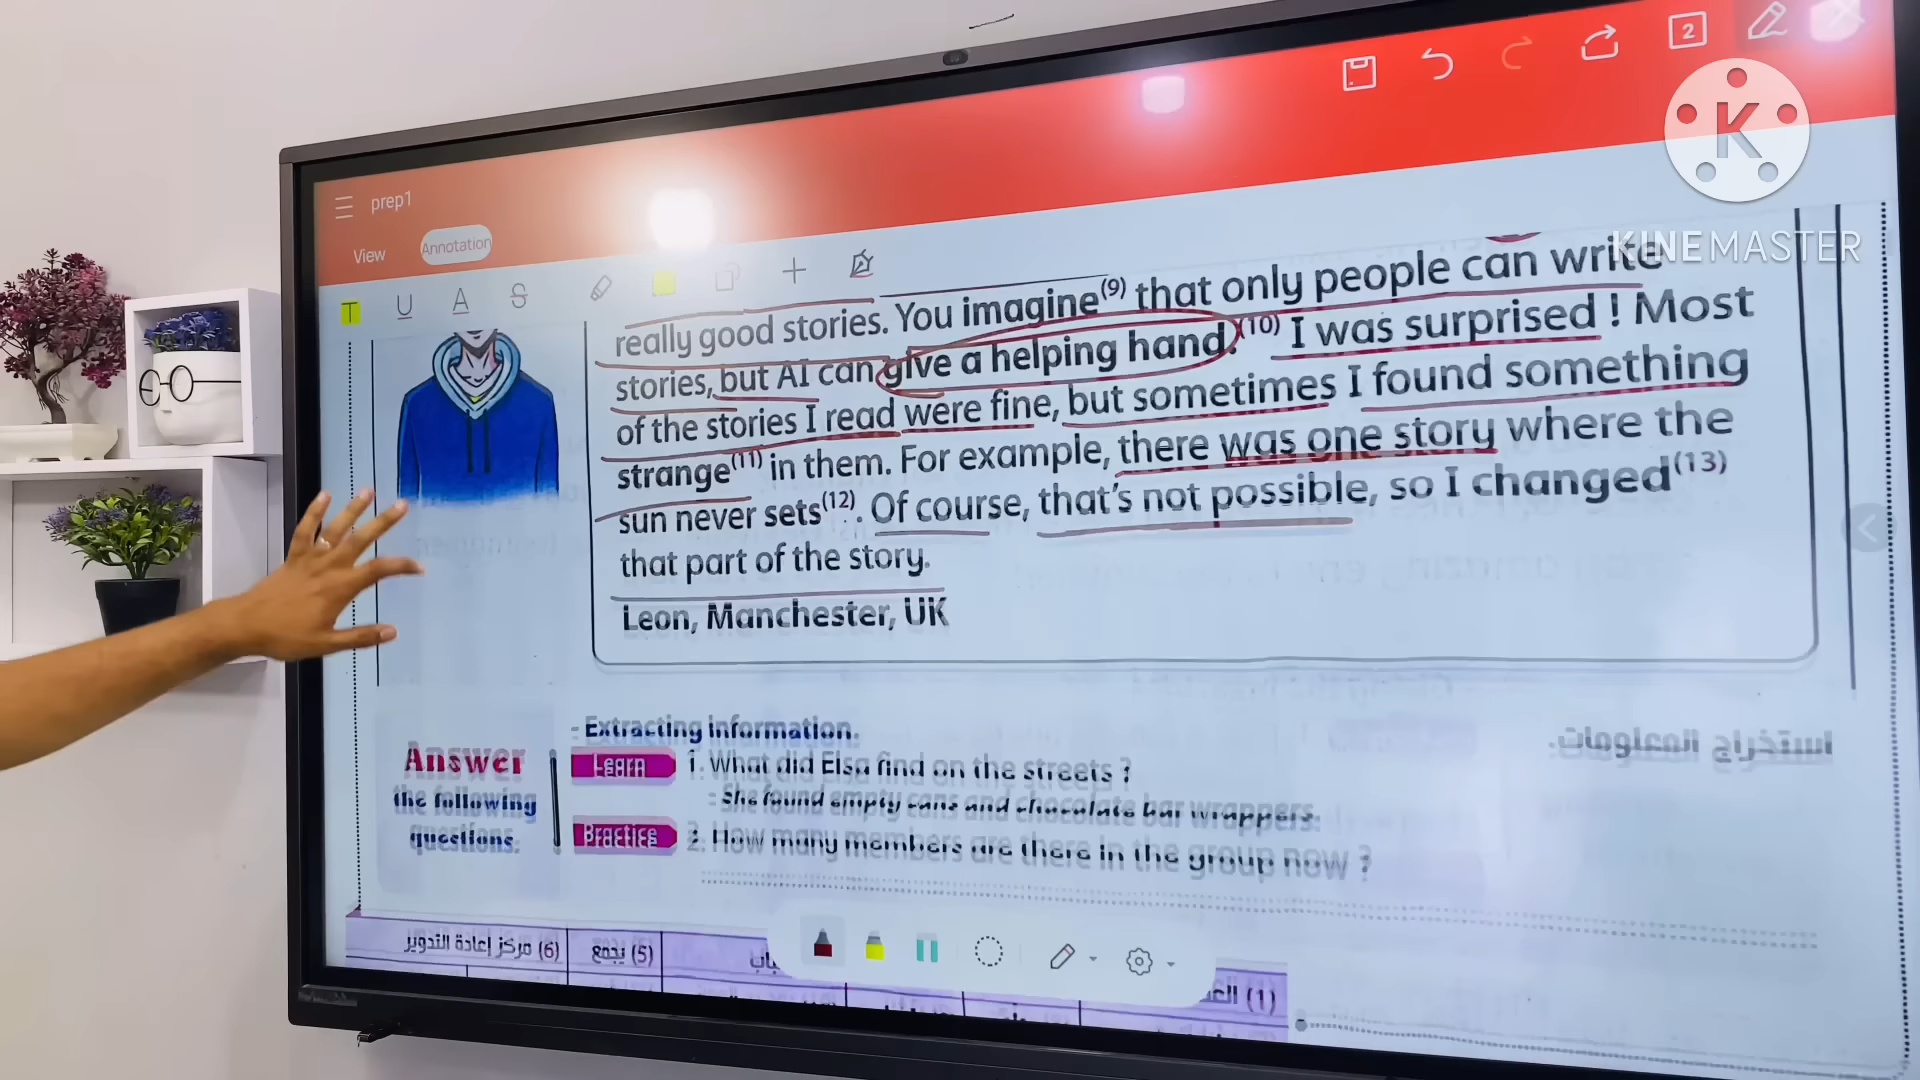 2
K
KINEMASTER
prep1
View
Annotation
T U A S
really good stories. You imagine(9) that only people can write
stories, but AI can give a helping hand.(10) I was surprised ! Most
of the stories I read were fine, but sometimes I found something
strange(11) in them. For example, there was one story where the
sun never sets(12). Of course, that's not possible, so I changed(13)
that part of the story.
Leon, Manchester, UK
- Extracting information.
استخراج المعلومات.
Answer
the following
questions.
Learn 1. What did Elsa find on the streets ?
- She found empty cans and chocolate bar wrappers.
Practice 2. How many members are there in the group now ?
(5) يجمع
(6) مركز إعادة التدوير
(1)